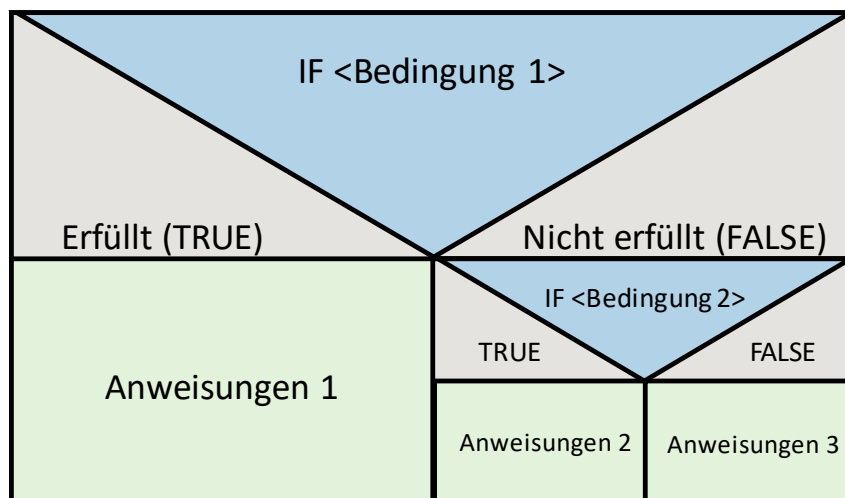 IF <Bedingung 1>
Erfüllt (TRUE)
Nicht erfüllt (FALSE)
IF <Bedingung 2>
TRUE
FALSE
Anweisungen 1
Anweisungen 2
Anweisungen 3